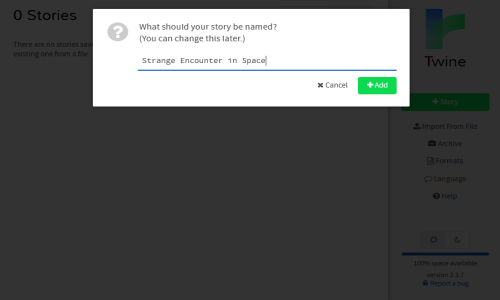 0 Stories
There are no stories sav
existing one from a file.
What should your story be named?
(You can change this later.)
Strange Encounter in Space
Cancel
Add
Twine
Story
Import From File
Archive
Formats
Language
Help
100% space available
version 2.3.7
Report a bug